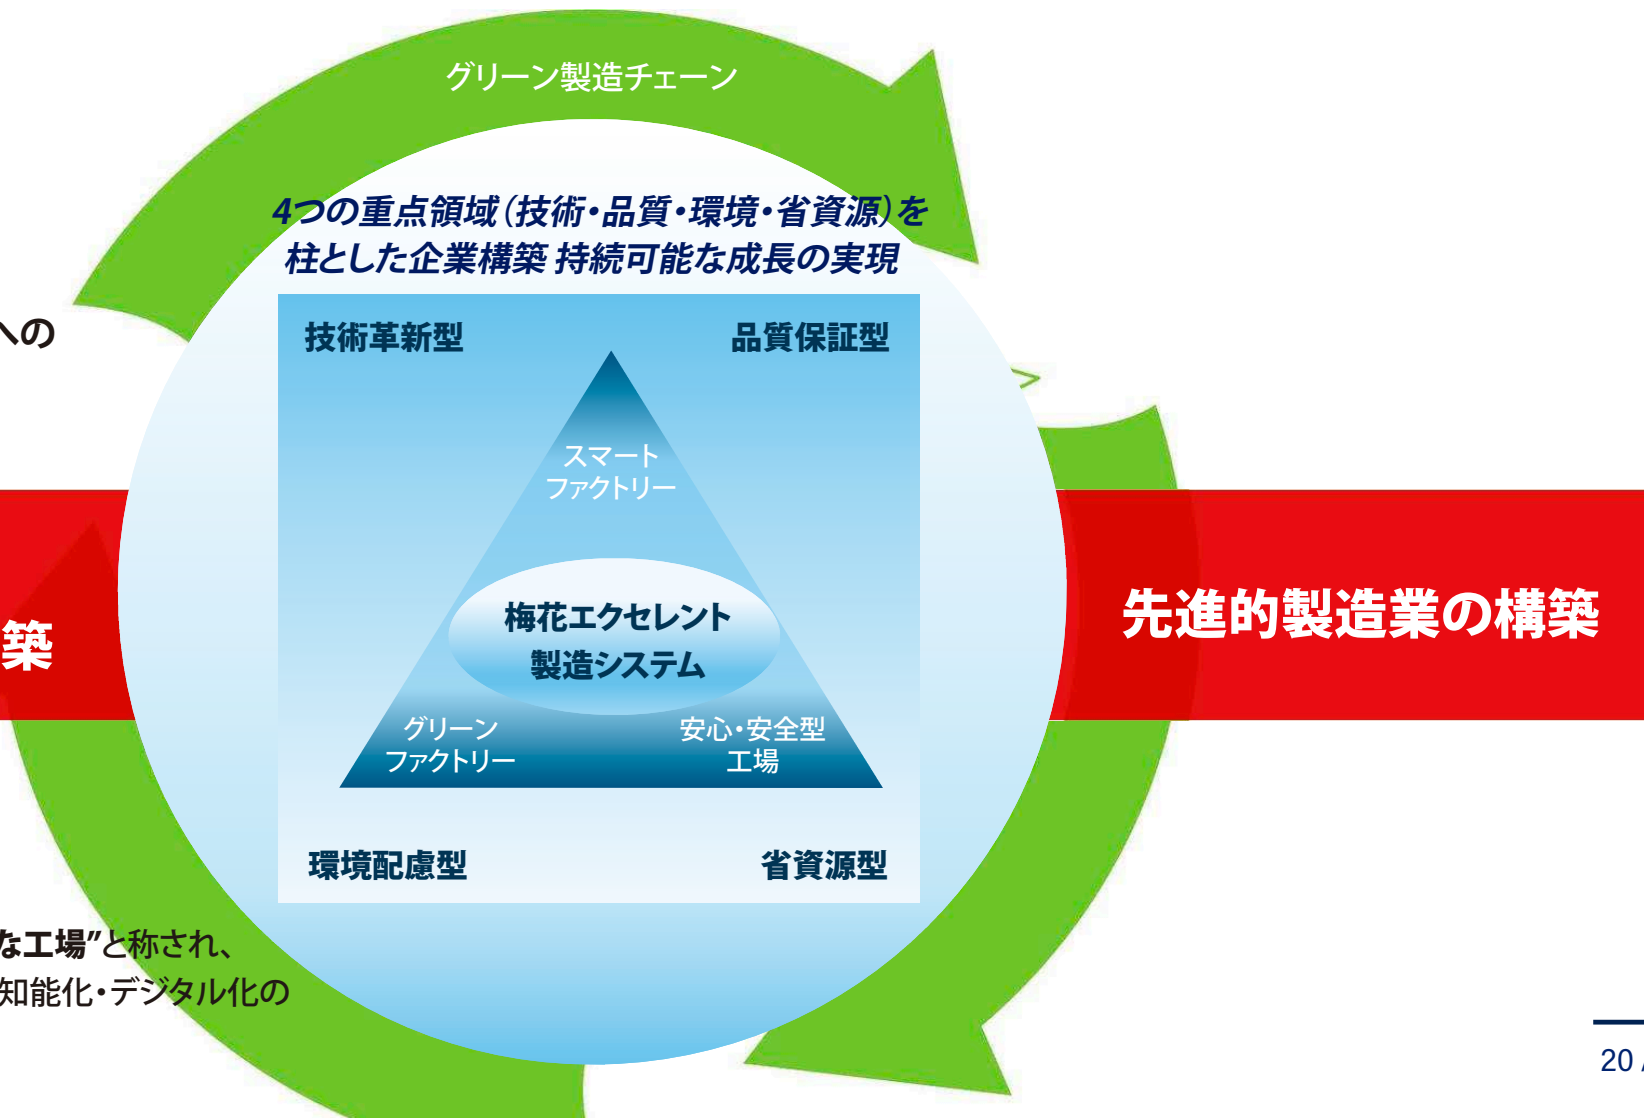 グリーン製造チェーン
4つの重点領域（技術・品質・環境・省資源）を
柱とした企業構築 持続可能な成長の実現
への
技術革新型
品質保証型
スマート
ファクトリー
梅花エクセレント
製造システム
先進的製造業の構築
築
グリーン
ファクトリー
安心・安全型
工場
環境配慮型
省資源型
な工場”と称され、
知能化・デジタル化の
20 /